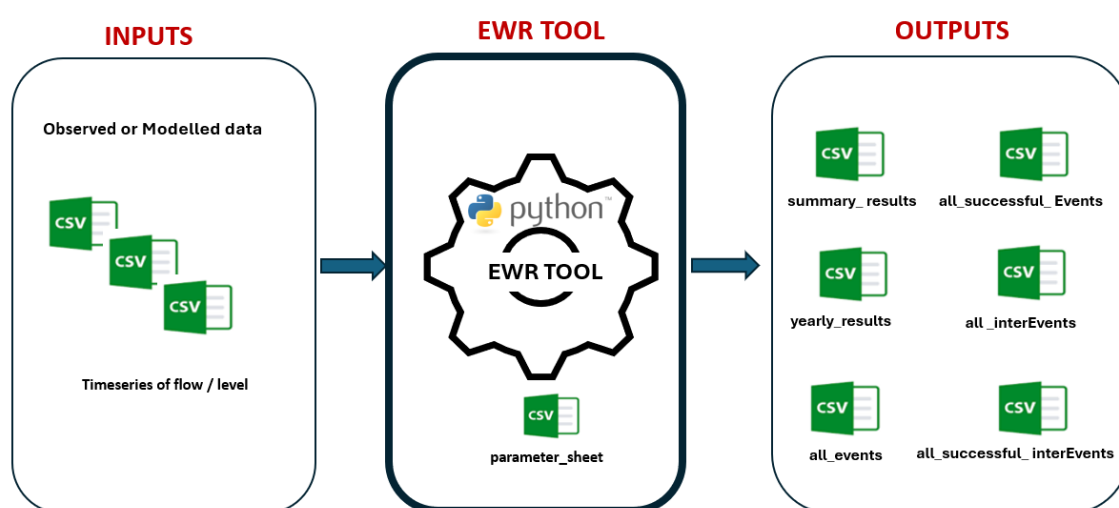 INPUTS
Observed or Modelled data
CSV
CSV
CSV
Timeseries of flow / level
EWR TOOL
python™
EWR TOOL
CSV
parameter_sheet
OUTPUTS
CSV
CSV
summary_ results
all_successful_ Events
CSV
CSV
yearly_results
all _interEvents
CSV
CSV
all_events
all_successful_ interEvents